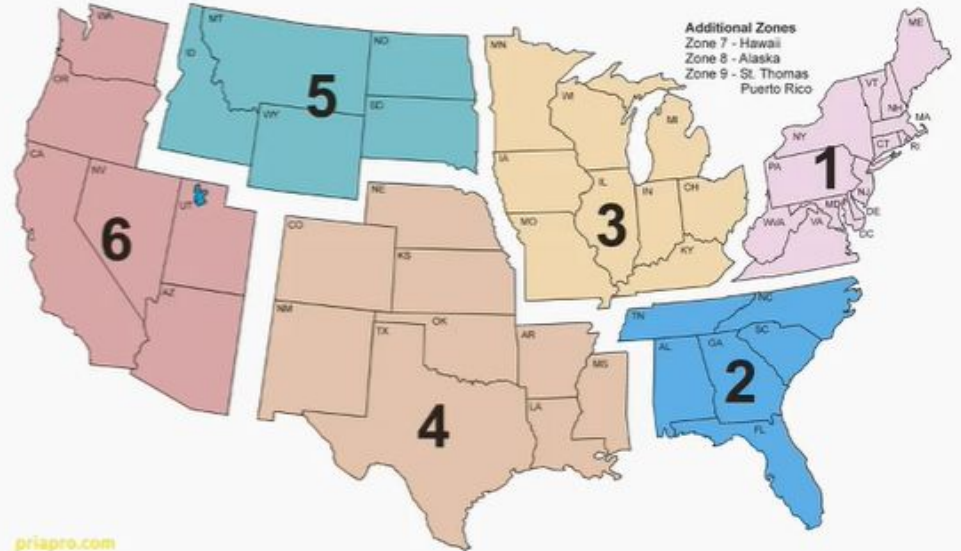 Additional Zones
Zone 7 - Hawaii
Zone 8 - Alaska
Zone 9 - St. Thomas
Puerto Rico
WA
OR
CA
NV
UT
AZ
6
MT
ID
ND
SD
WY
5
NE
CO
KS
NM
OK
TX
AR
LA
MS
4
MN
WI
MI
IA
IL
IN
OH
MO
KY
3
ME
VT
NH
MA
NY
CT
RI
PA
NJ
MD
DE
WVA
VA
DC
1
TN
NC
SC
AL
GA
FL
2
priapro.com